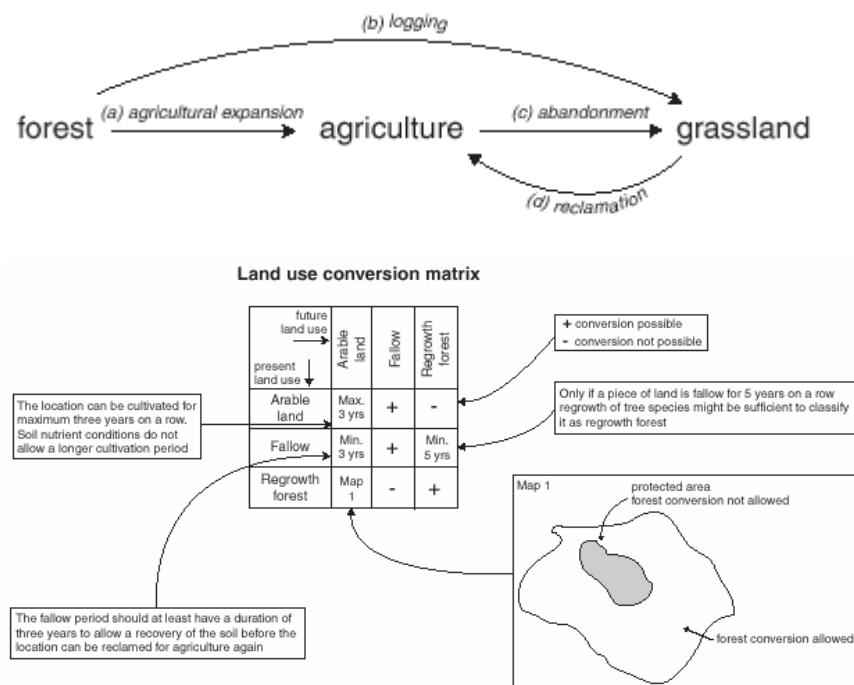 (b) logging
forest
(a) agricultural expansion
agriculture
(c) abandonment
grassland
(d) reclamation
Land use conversion matrix
future
land use
present
land use
Arable
land
Fallow
Regrowth
forest
Arable
land
Max.
3 yrs
+
-
Fallow
Min.
3 yrs
+
Min.
5 yrs
Regrowth
forest
Map
1
-
+
+ conversion possible
- conversion not possible
The location can be cultivated for
maximum three years on a row.
Soil nutrient conditions do not
allow a longer cultivation period
Only if a piece of land is fallow for 5 years on a row
regrowth of tree species might be sufficient to classify
it as regrowth forest
Map 1
protected area
forest conversion not allowed
forest conversion allowed
The fallow period should at least have a duration of
three years to allow a recovery of the soil before the
location can be reclaimed for agriculture again